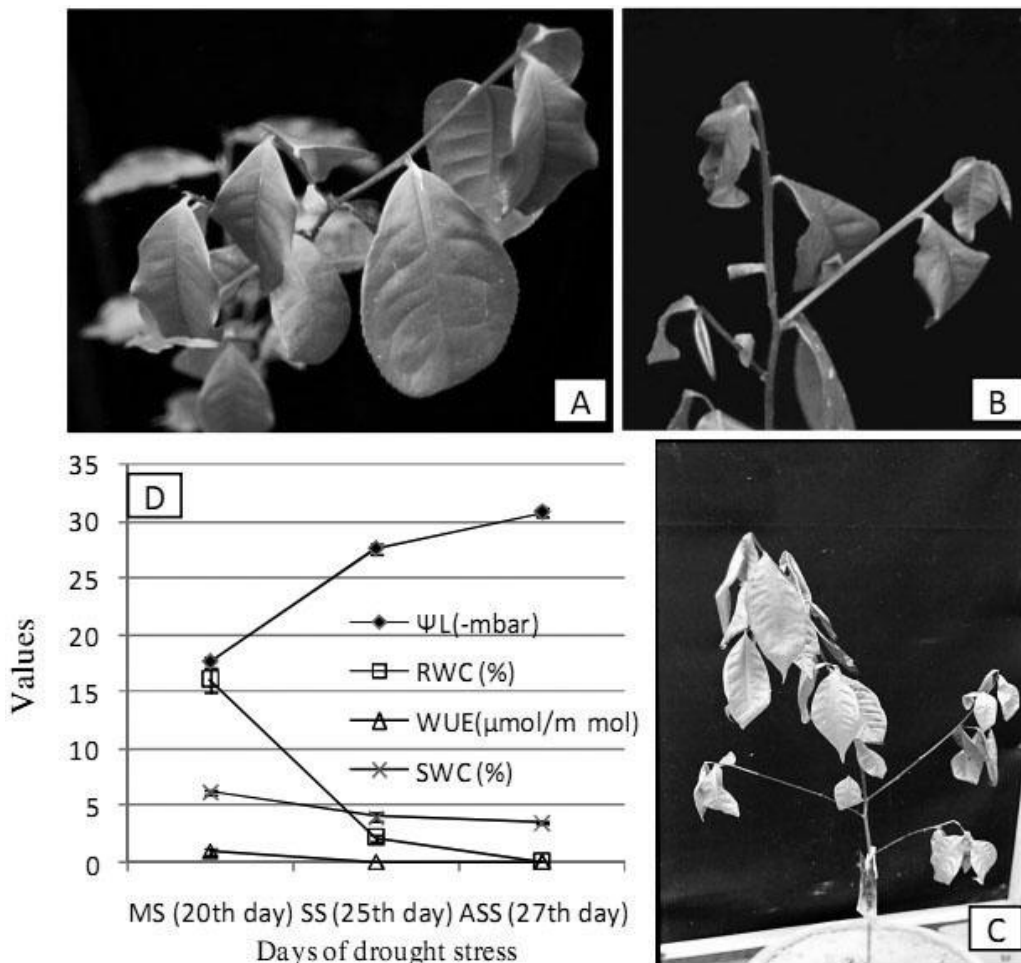 A
B
35
D
30
25
20
15
10
5
0
Values
ΨL(-mbar)
RWC (%)
WUE(µmol/m mol)
SWC (%)
MS (20th day) SS (25th day) ASS (27th day)
Days of drought stress
C